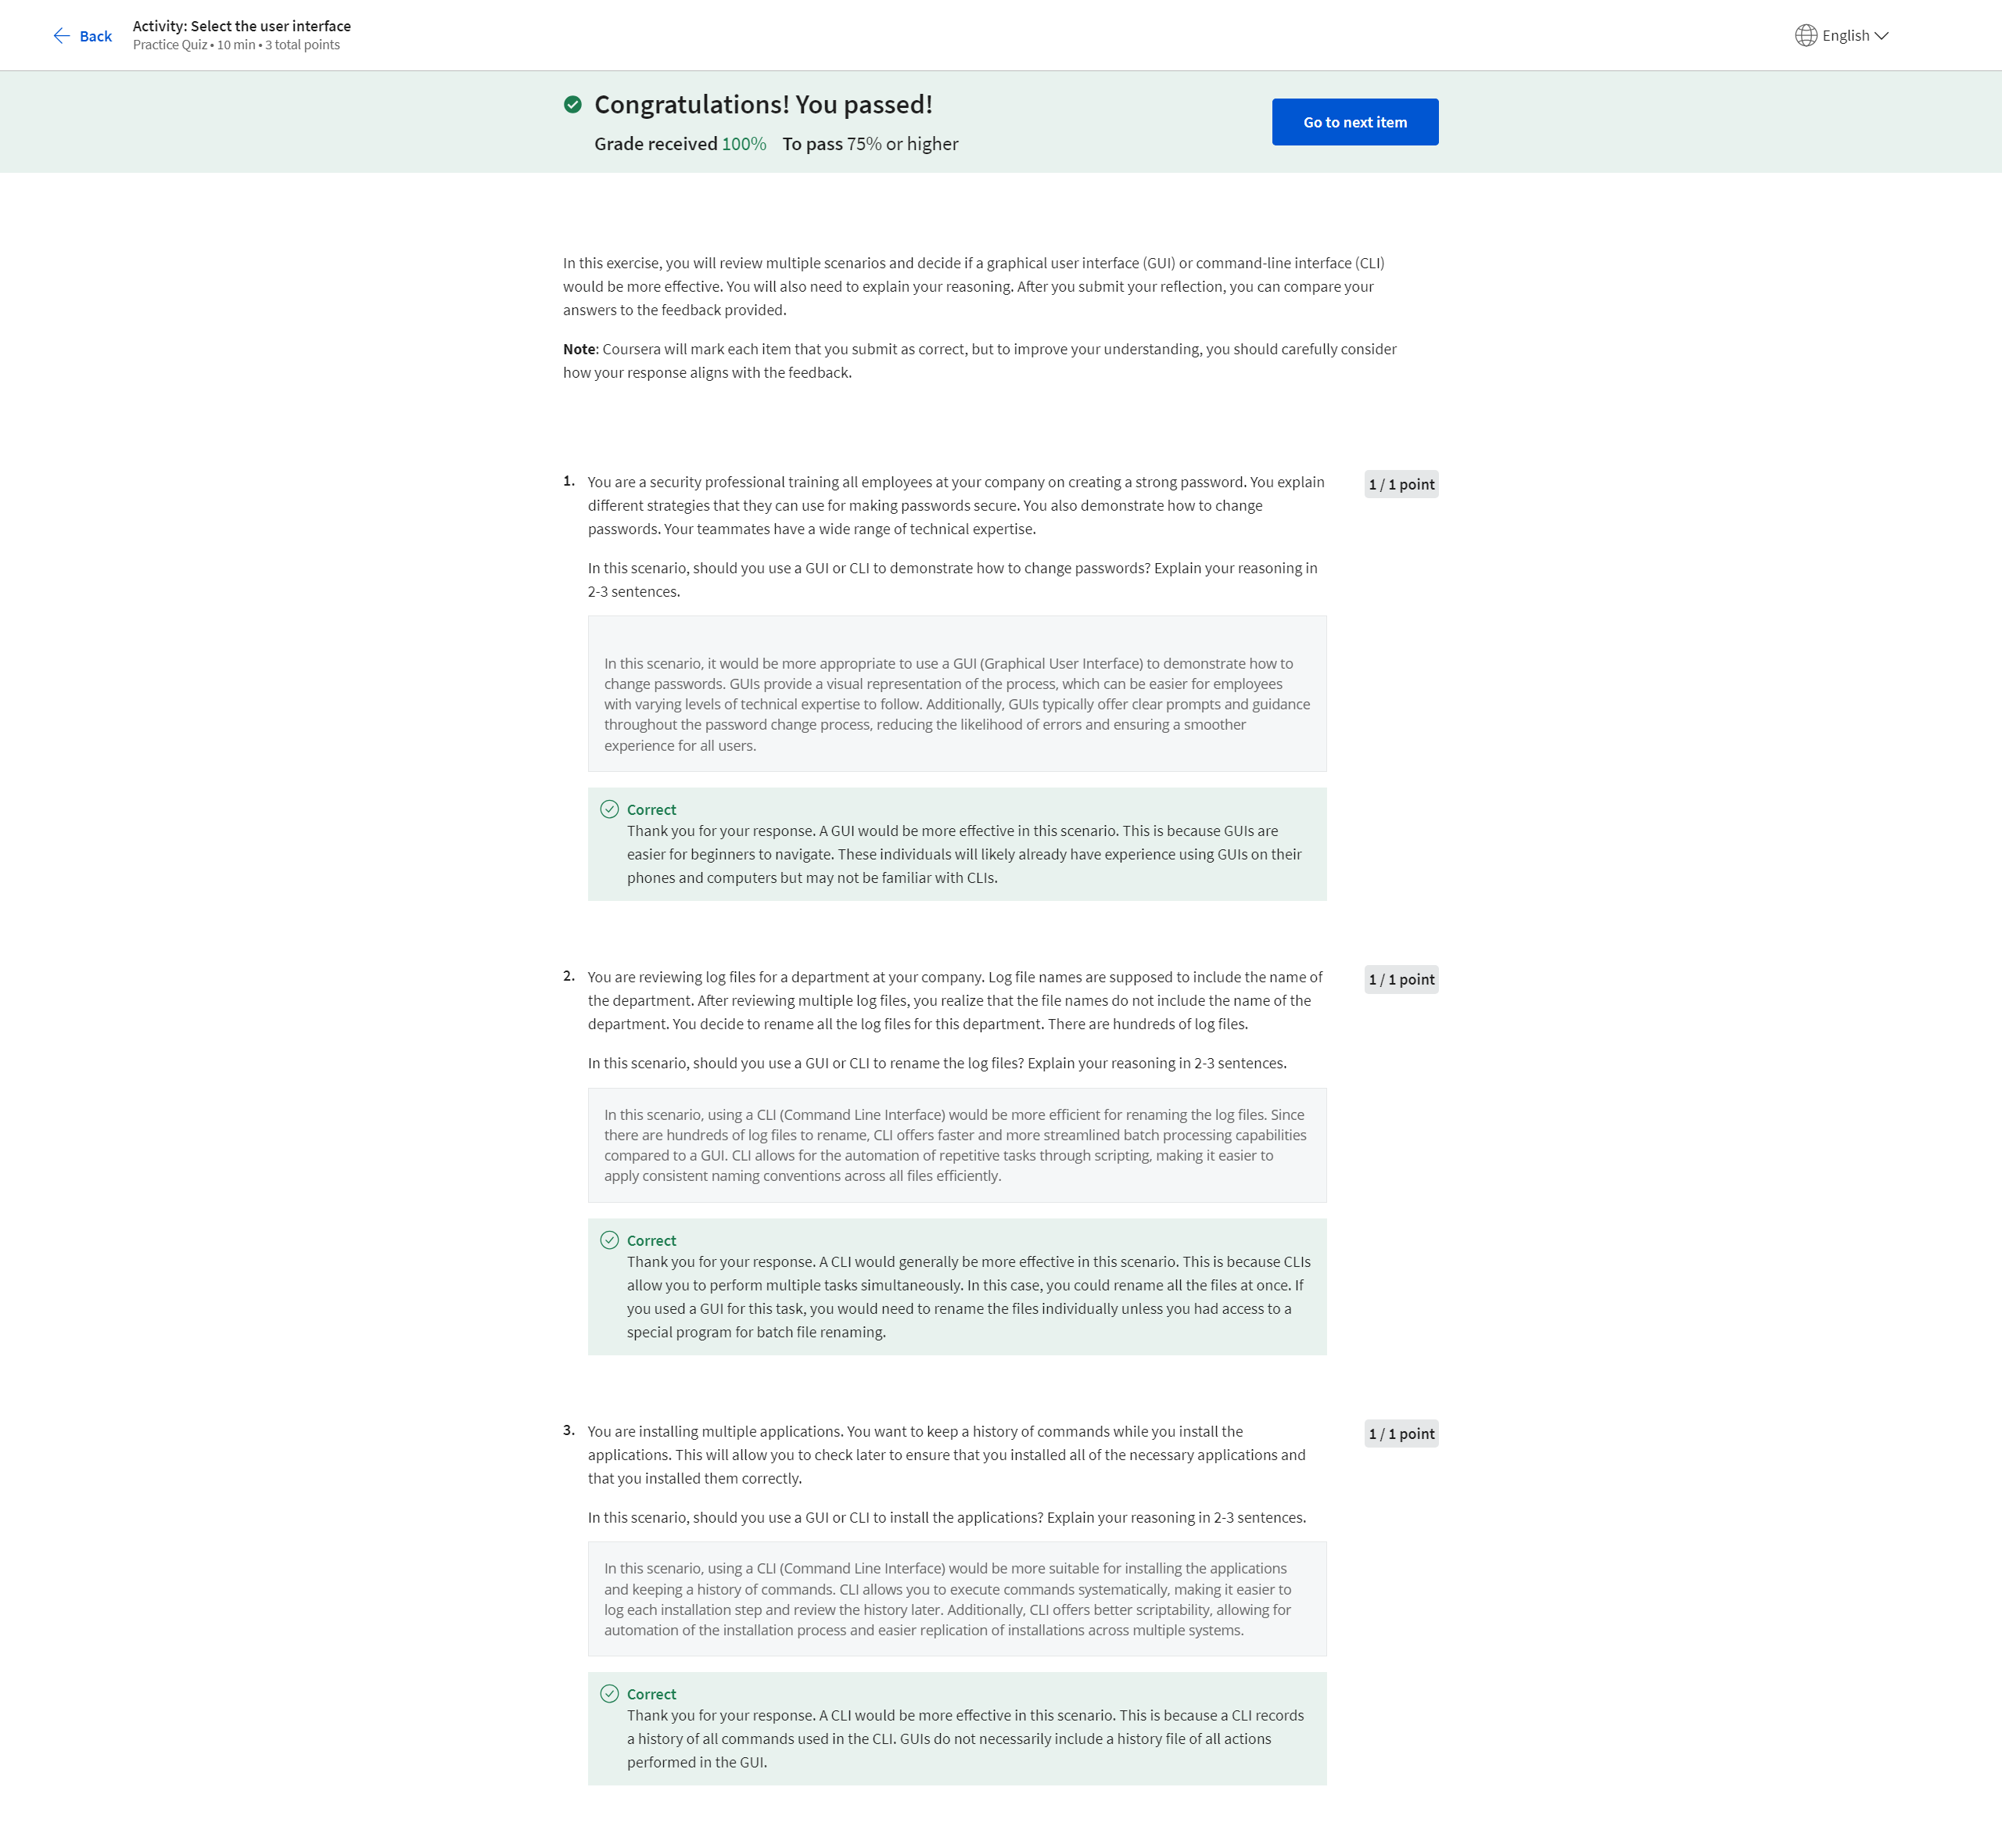 Back
Activity: Select the user interface
Practice Quiz • 10 min • 3 total points
English
Congratulations! You passed!
Grade received 100% To pass 75% or higher
Go to next item
In this exercise, you will review multiple scenarios and decide if a graphical user interface (GUI) or command-line interface (CLI)
would be more effective. You will also need to explain your reasoning. After you submit your reflection, you can compare your
answers to the feedback provided.
Note: Coursera will mark each item that you submit as correct, but to improve your understanding, you should carefully consider
how your response aligns with the feedback.
1. You are a security professional training all employees at your company on creating a strong password. You explain
different strategies that they can use for making passwords secure. You also demonstrate how to change
passwords. Your teammates have a wide range of technical expertise.
1 / 1 point
In this scenario, should you use a GUI or CLI to demonstrate how to change passwords? Explain your reasoning in
2-3 sentences.
In this scenario, it would be more appropriate to use a GUI (Graphical User Interface) to demonstrate how to
change passwords. GUIs provide a visual representation of the process, which can be easier for employees
with varying levels of technical expertise to follow. Additionally, GUIs typically offer clear prompts and guidance
throughout the password change process, reducing the likelihood of errors and ensuring a smoother
experience for all users.
Correct
Thank you for your response. A GUI would be more effective in this scenario. This is because GUIs are
easier for beginners to navigate. These individuals will likely already have experience using GUIs on their
phones and computers but may not be familiar with CLIs.
2. You are reviewing log files for a department at your company. Log file names are supposed to include the name of
the department. After reviewing multiple log files, you realize that the file names do not include the name of the
department. You decide to rename all the log files for this department. There are hundreds of log files.
1 / 1 point
In this scenario, should you use a GUI or CLI to rename the log files? Explain your reasoning in 2-3 sentences.
In this scenario, using a CLI (Command Line Interface) would be more efficient for renaming the log files. Since
there are hundreds of log files to rename, CLI offers faster and more streamlined batch processing capabilities
compared to a GUI. CLI allows for the automation of repetitive tasks through scripting, making it easier to
apply consistent naming conventions across all files efficiently.
Correct
Thank you for your response. A CLI would generally be more effective in this scenario. This is because CLIs
allow you to perform multiple tasks simultaneously. In this case, you could rename all the files at once. If
you used a GUI for this task, you would need to rename the files individually unless you had access to a
special program for batch file renaming.
3. You are installing multiple applications. You want to keep a history of commands while you install the
applications. This will allow you to check later to ensure that you installed all of the necessary applications and
that you installed them correctly.
1 / 1 point
In this scenario, should you use a GUI or CLI to install the applications? Explain your reasoning in 2-3 sentences.
In this scenario, using a CLI (Command Line Interface) would be more suitable for installing the applications
and keeping a history of commands. CLI allows you to execute commands systematically, making it easier to
log each installation step and review the history later. Additionally, CLI offers better scriptability, allowing for
automation of the installation process and easier replication of installations across multiple systems.
Correct
Thank you for your response. A CLI would be more effective in this scenario. This is because a CLI records
a history of all commands used in the CLI. GUIs do not necessarily include a history file of all actions
performed in the GUI.